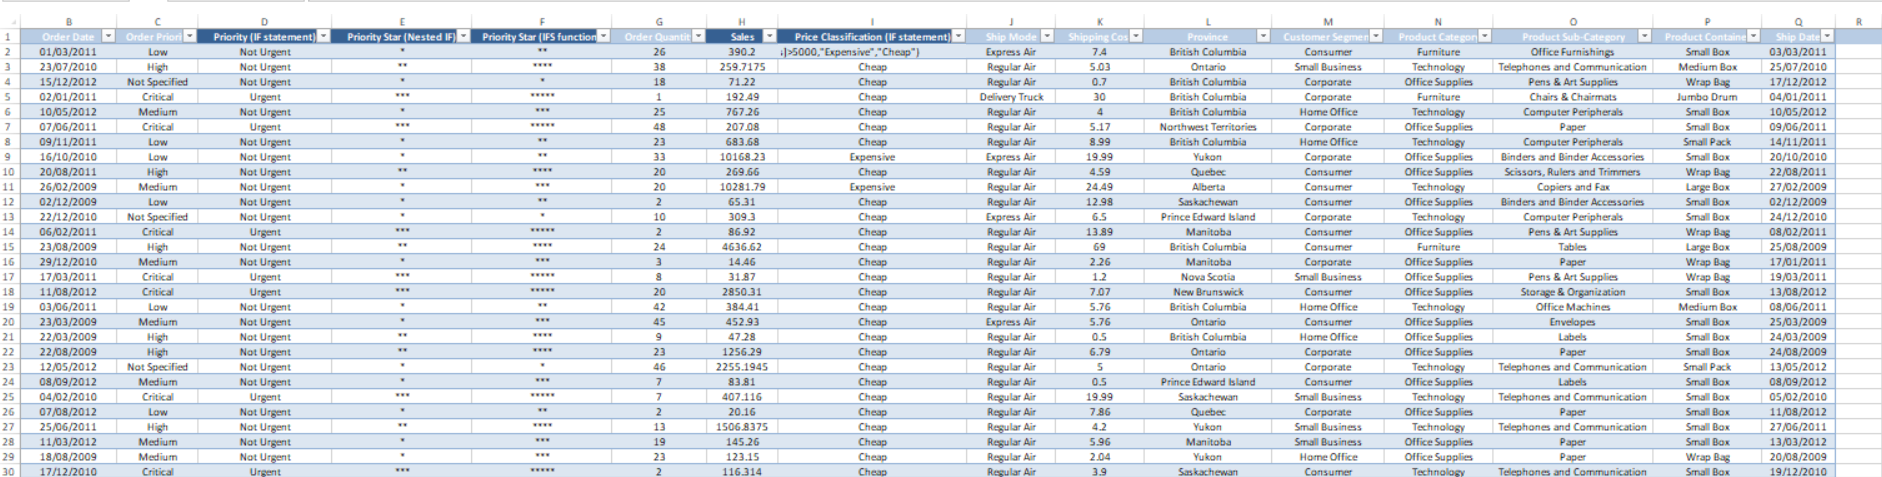 B C D E F G H I J K L M N O P Q R
1 Order Date Order Priori Priority (IF statement) Priority Star (Nested IF) Priority Star (IFS function Order Quantit Sales Price Classification (IF statement) Ship Mode Shipping Cos Province Customer Segmen Product Categor Product Sub-Category Product Containe Ship Date
2 01/03/2011 Low Not Urgent * ** 26 390.2 ]>5000,"Expensive","Cheap") Express Air 7.4 British Columbia Consumer Furniture Office Furnishings Small Box 03/03/2011
3 23/07/2010 High Not Urgent ** **** 38 259.7175 Cheap Regular Air 5.03 Ontario Small Business Technology Telephones and Communication Medium Box 25/07/2010
4 15/12/2012 Not Specified Not Urgent * * 18 71.22 Cheap Regular Air 0.7 British Columbia Corporate Office Supplies Pens & Art Supplies Wrap Bag 17/12/2012
5 02/01/2011 Critical Urgent *** ***** 1 192.49 Cheap Delivery Truck 30 British Columbia Corporate Furniture Chairs & Chairmats Jumbo Drum 04/01/2011
6 10/05/2012 Medium Not Urgent * *** 25 767.26 Cheap Regular Air 4 British Columbia Home Office Technology Computer Peripherals Small Box 10/05/2012
7 07/06/2011 Critical Urgent *** ***** 48 207.08 Cheap Regular Air 5.17 Northwest Territories Corporate Office Supplies Paper Small Box 09/06/2011
8 09/11/2011 Low Not Urgent * ** 23 683.68 Cheap Regular Air 8.99 British Columbia Home Office Technology Computer Peripherals Small Pack 14/11/2011
9 16/10/2010 Low Not Urgent * ** 33 10168.23 Expensive Express Air 19.99 Yukon Corporate Office Supplies Binders and Binder Accessories Small Box 20/10/2010
10 20/08/2011 High Not Urgent ** **** 20 269.66 Cheap Regular Air 4.59 Quebec Consumer Office Supplies Scissors, Rulers and Trimmers Wrap Bag 22/08/2011
11 26/02/2009 Medium Not Urgent * *** 20 10281.79 Expensive Express Air 24.49 Alberta Consumer Technology Copiers and Fax Large Box 27/02/2009
12 02/12/2009 Low Not Urgent * ** 2 65.31 Cheap Regular Air 12.98 Saskachewan Consumer Office Supplies Binders and Binder Accessories Small Box 02/12/2009
13 22/12/2010 Not Specified Not Urgent * * 10 309.3 Cheap Express Air 6.5 Prince Edward Island Corporate Technology Computer Peripherals Small Box 24/12/2010
14 06/02/2011 Critical Urgent *** ***** 2 86.92 Cheap Regular Air 13.89 Manitoba Consumer Office Supplies Pens & Art Supplies Wrap Bag 08/02/2011
15 23/08/2009 High Not Urgent ** **** 24 4636.62 Cheap Regular Air 69 British Columbia Consumer Furniture Tables Large Box 25/08/2009
16 29/12/2010 Medium Not Urgent * *** 3 14.46 Cheap Regular Air 2.26 Manitoba Corporate Office Supplies Paper Wrap Bag 17/01/2011
17 17/03/2011 Critical Urgent *** ***** 8 31.87 Cheap Regular Air 1.2 Nova Scotia Small Business Office Supplies Pens & Art Supplies Wrap Bag 19/03/2011
18 11/08/2012 Critical Urgent *** ***** 20 2850.31 Cheap Regular Air 7.07 New Brunswick Consumer Office Supplies Storage & Organization Small Box 13/08/2012
19 03/06/2011 Low Not Urgent * ** 42 384.41 Cheap Regular Air 5.76 British Columbia Home Office Technology Office Machines Medium Box 08/06/2011
20 23/03/2009 Medium Not Urgent * *** 45 452.93 Cheap Express Air 5.76 Ontario Consumer Office Supplies Envelopes Small Box 25/03/2009
21 22/03/2009 High Not Urgent ** **** 9 47.28 Cheap Regular Air 0.5 British Columbia Home Office Office Supplies Labels Small Box 24/03/2009
22 22/08/2009 High Not Urgent ** **** 23 1256.29 Cheap Regular Air 6.79 Ontario Corporate Office Supplies Paper Small Box 24/08/2009
23 12/05/2012 Not Specified Not Urgent * * 46 2255.1945 Cheap Regular Air 5 Ontario Corporate Technology Telephones and Communication Small Pack 13/05/2012
24 08/09/2012 Medium Not Urgent * *** 7 83.81 Cheap Regular Air 0.5 Prince Edward Island Consumer Office Supplies Labels Small Box 08/09/2012
25 04/02/2010 Critical Urgent *** ***** 7 407.116 Cheap Regular Air 19.99 Saskachewan Small Business Technology Telephones and Communication Small Box 05/02/2010
26 07/08/2012 Low Not Urgent * ** 2 20.16 Cheap Regular Air 7.86 Quebec Corporate Office Supplies Paper Small Box 11/08/2012
27 25/06/2011 High Not Urgent ** **** 13 1506.8375 Cheap Regular Air 4.2 Yukon Small Business Technology Telephones and Communication Small Box 27/06/2011
28 11/03/2012 Medium Not Urgent * *** 19 145.26 Cheap Regular Air 5.96 Manitoba Small Business Office Supplies Paper Small Box 13/03/2012
29 18/08/2009 Medium Not Urgent * *** 23 123.15 Cheap Regular Air 2.04 Yukon Home Office Office Supplies Paper Wrap Bag 20/08/2009
30 17/12/2010 Critical Urgent *** ***** 2 116.314 Cheap Regular Air 3.9 Saskachewan Consumer Technology Telephones and Communication Small Box 19/12/2010